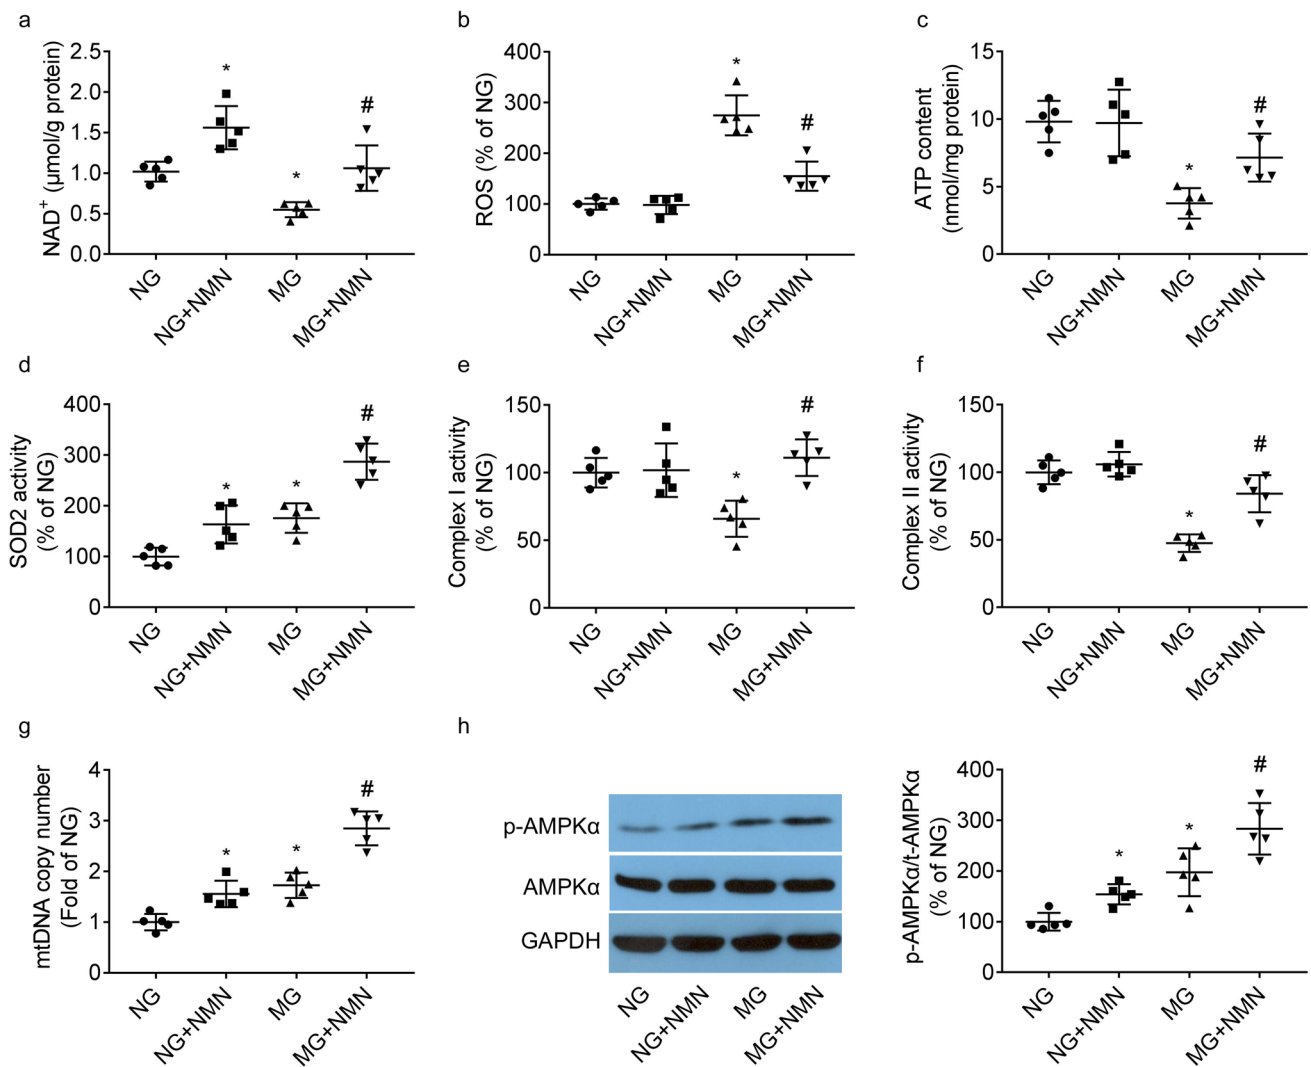 a
NAD+ (μmol/g protein)
2.5
2.0
1.5
1.0
0.5
0.0
*
*
#
NG
NG+NMN
MG
MG+NMN
b
ROS (% of NG)
400
300
200
100
0
*
#
NG
NG+NMN
MG
MG+NMN
c
ATP content
(nmol/mg protein)
15
10
5
0
*
#
NG
NG+NMN
MG
MG+NMN
d
SOD2 activity
(% of NG)
400
300
200
100
0
*
*
#
NG
NG+NMN
MG
MG+NMN
e
Complex I activity
(% of NG)
150
100
50
0
*
#
NG
NG+NMN
MG
MG+NMN
f
Complex II activity
(% of NG)
150
100
50
0
*
#
NG
NG+NMN
MG
MG+NMN
g
mtDNA copy number
(Fold of NG)
4
3
2
1
0
*
*
#
NG
NG+NMN
MG
MG+NMN
h
p-AMPKα
AMPKα
GAPDH
NG
NG+NMN
MG
MG+NMN
p-AMPKα/t-AMPKα
(% of NG)
400
300
200
100
0
*
*
#
NG
NG+NMN
MG
MG+NMN